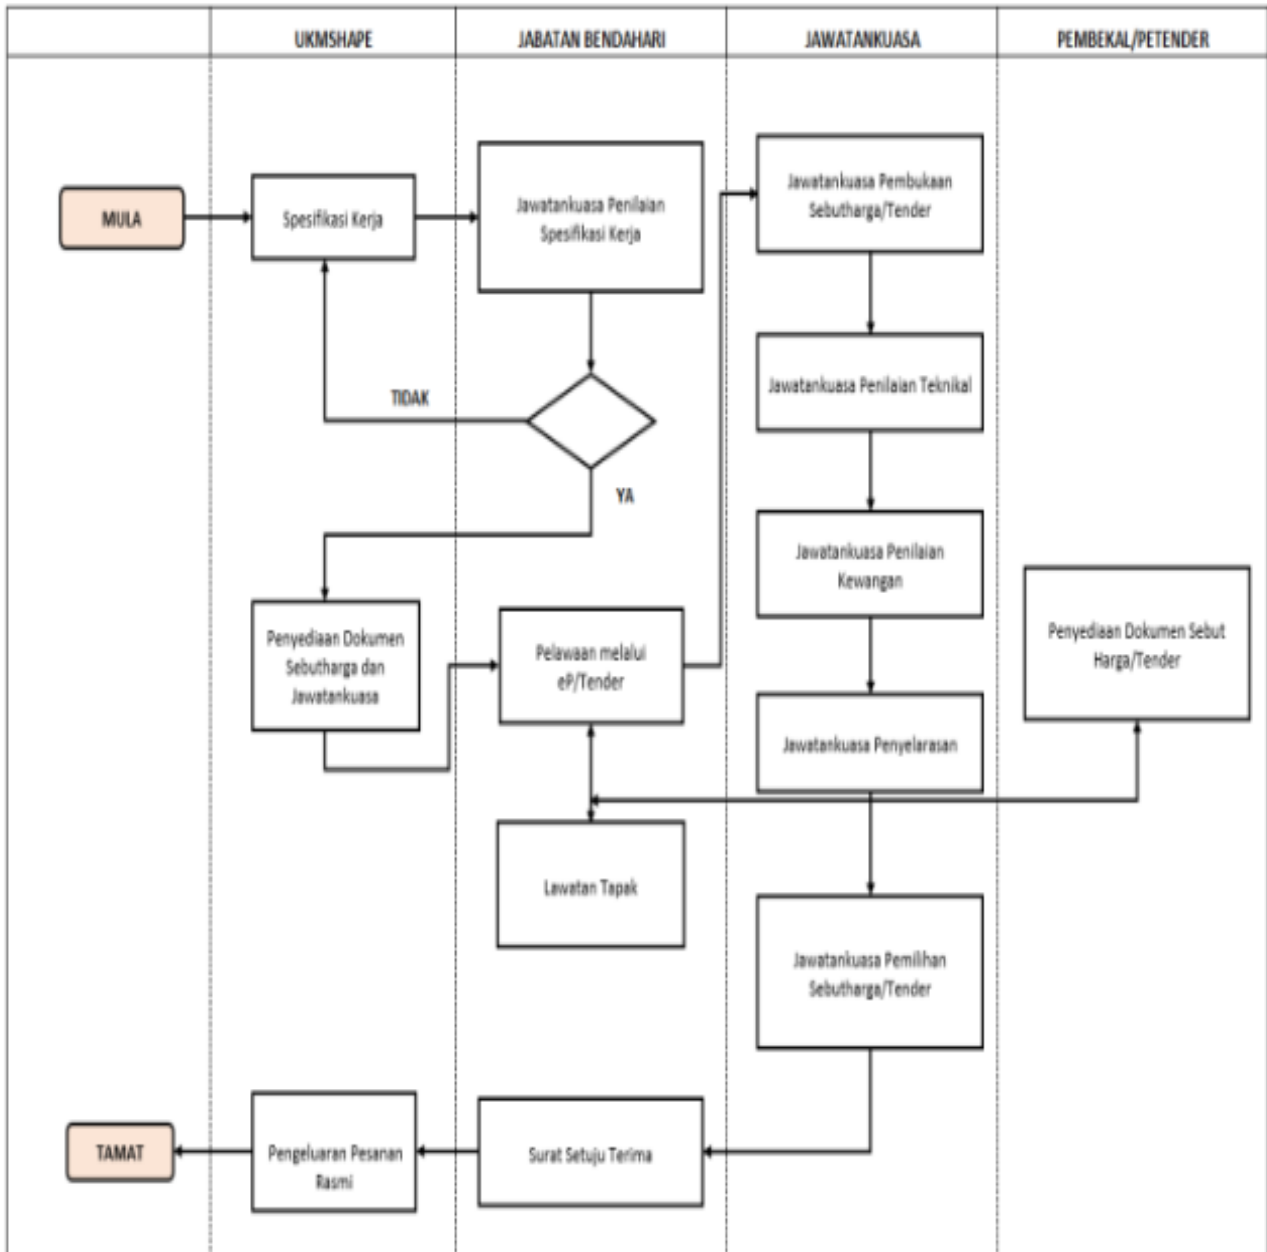 UKMSHAPE
JABATAN BENDAHARI
JAWATANKUASA
PEMBEKAL/PETENDER
MULA
Spesifikasi Kerja
Jawatankuasa Penilaian
Spesifikasi Kerja
Jawatankuasa Pembukaan
Sebutharga/Tender
Jawatankuasa Penilaian Teknikal
TIDAK
YA
Jawatankuasa Penilaian
Kewangan
Penyediaan Dokumen
Sebutharga dan
Jawatankuasa
Pelawaan melalui
eP/Tender
Penyediaan Dokumen Sebut
Harga/Tender
Jawatankuasa Penyelarasan
Lawatan Tapak
Jawatankuasa Pemilihan
Sebutharga/Tender
TAMAT
Pengeluaran Pesanan
Rasmi
Surat Setuju Terima